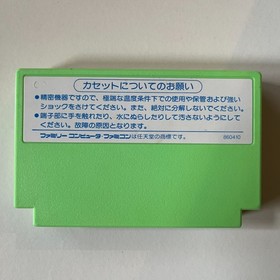 カセットについてのお願い
●精密機器ですので、極端な温度条件下での使用や保管および強い
ショックをさけてください。また、絶対に分解しないでください。
●端子部に手を触れたり、水にぬらしたりして汚さないようにして
ください。故障の原因となります。
ファミリーコンピュータ・ファミコンは任天堂の商標です。